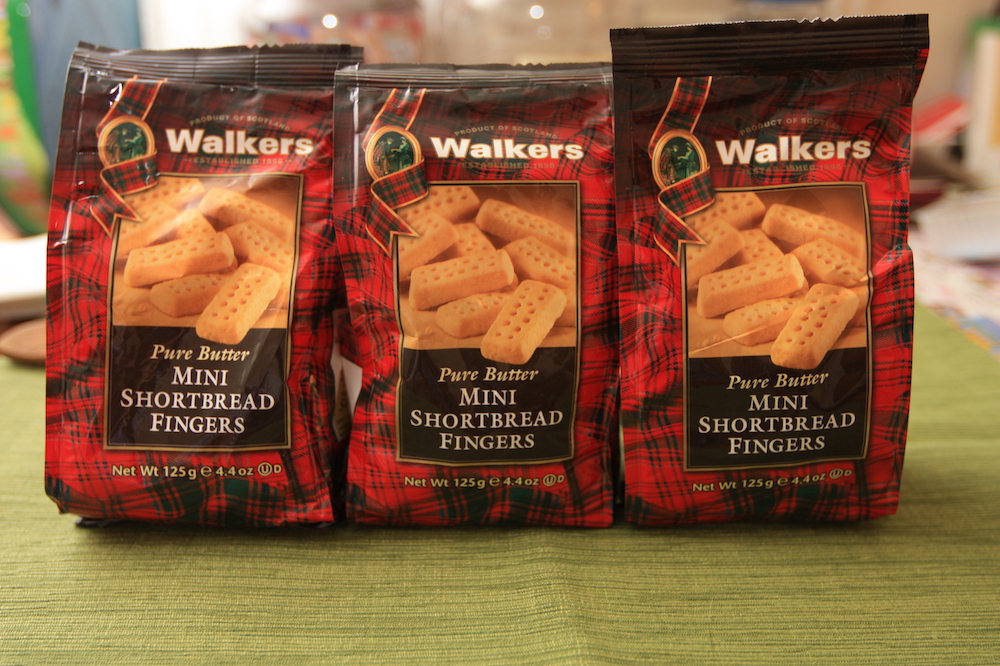 PRODUCT OF SCOTLAND
Walkers
ESTABLISHED 1898
Pure Butter
MINI
SHORTBREAD
FINGERS
Net Wt 125g e 4.4oz U D
PRODUCT OF SCOTLAND
Walkers
ESTABLISHED 1898
Pure Butter
MINI
SHORTBREAD
FINGERS
Net Wt 125g e 4.4oz U D
PRODUCT OF SCOTLAND
Walkers
ESTABLISHED 1898
Pure Butter
MINI
SHORTBREAD
FINGERS
Net Wt 125g e 4.4oz U D